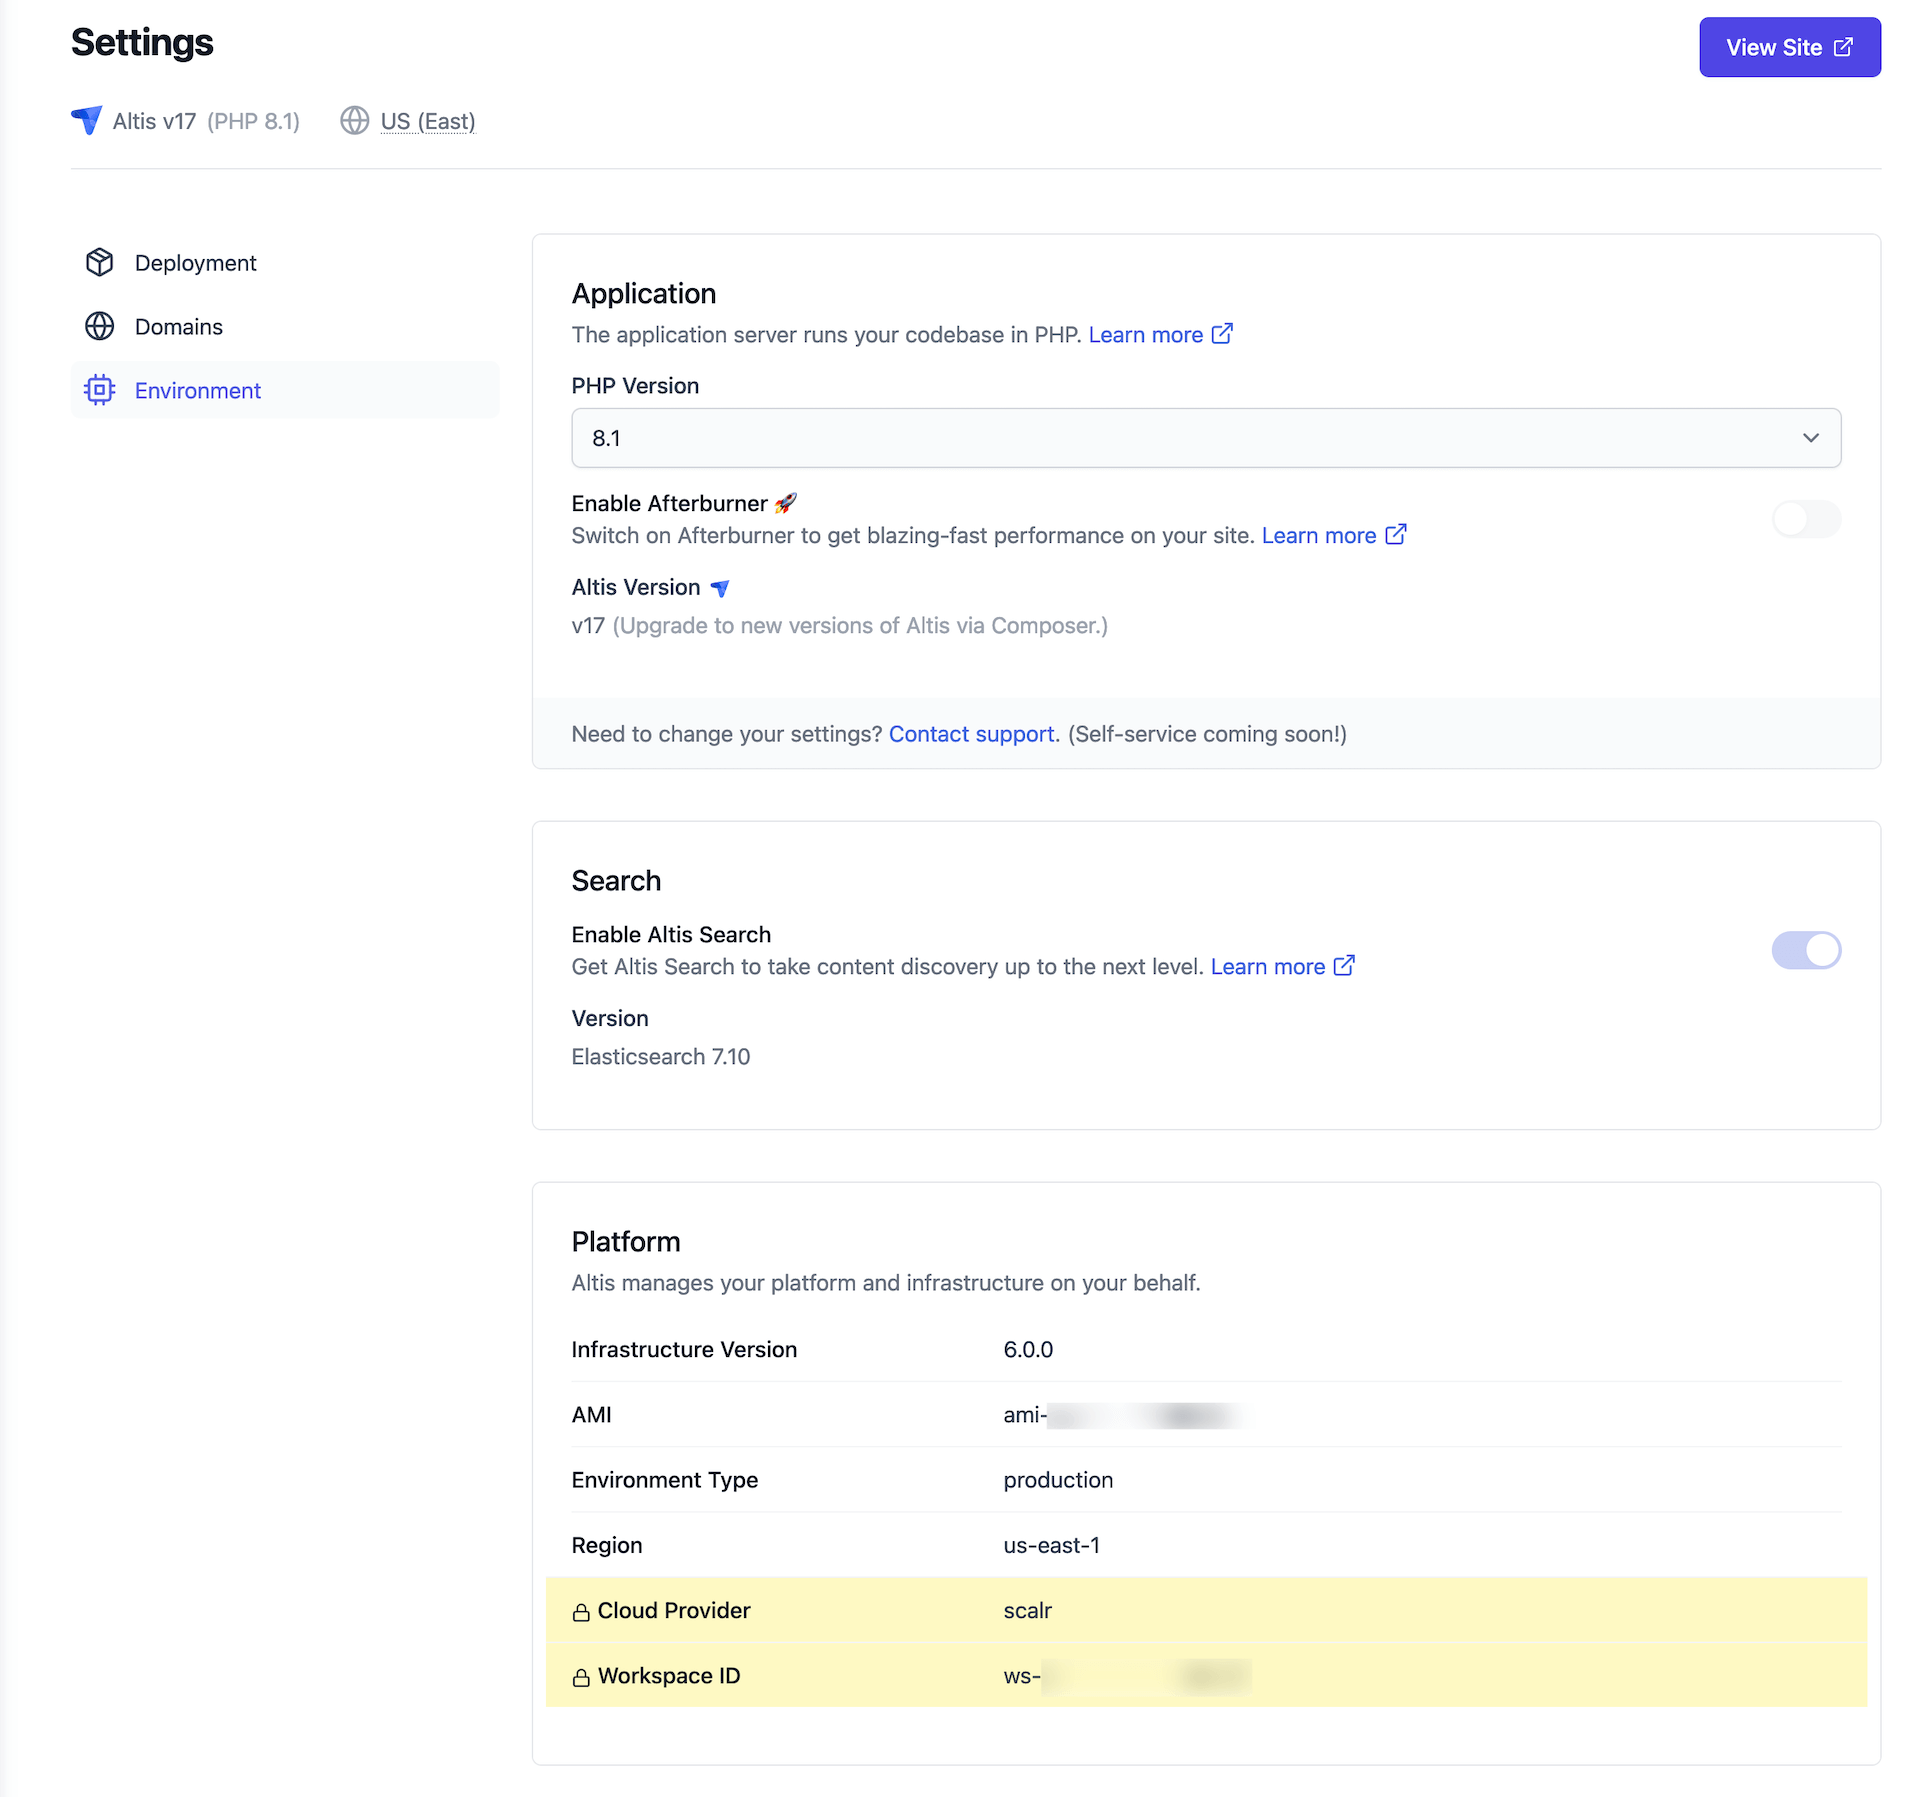 Settings
View Site
Altis v17 (PHP 8.1)
US (East)
Deployment
Domains
Environment
Application
The application server runs your codebase in PHP. Learn more
PHP Version
8.1
Enable Afterburner 🚀
Switch on Afterburner to get blazing-fast performance on your site. Learn more
Altis Version
v17 (Upgrade to new versions of Altis via Composer.)
Need to change your settings? Contact support. (Self-service coming soon!)
Search
Enable Altis Search
Get Altis Search to take content discovery up to the next level. Learn more
Version
Elasticsearch 7.10
Platform
Altis manages your platform and infrastructure on your behalf.
Infrastructure Version 6.0.0
AMI ami-
Environment Type production
Region us-east-1
Cloud Provider scalr
Workspace ID ws-